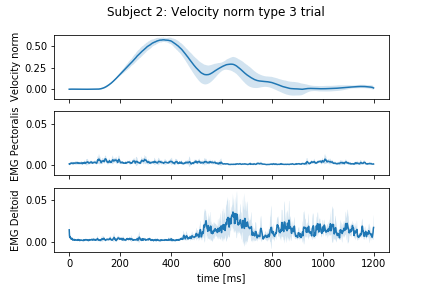 Subject 2: Velocity norm type 3 trial
Velocity norm
0.50
0.25
0.00
EMG Pectoralis
0.05
0.00
EMG Deltoid
0.05
0.00
0 200 400 600 800 1000 1200
time [ms]